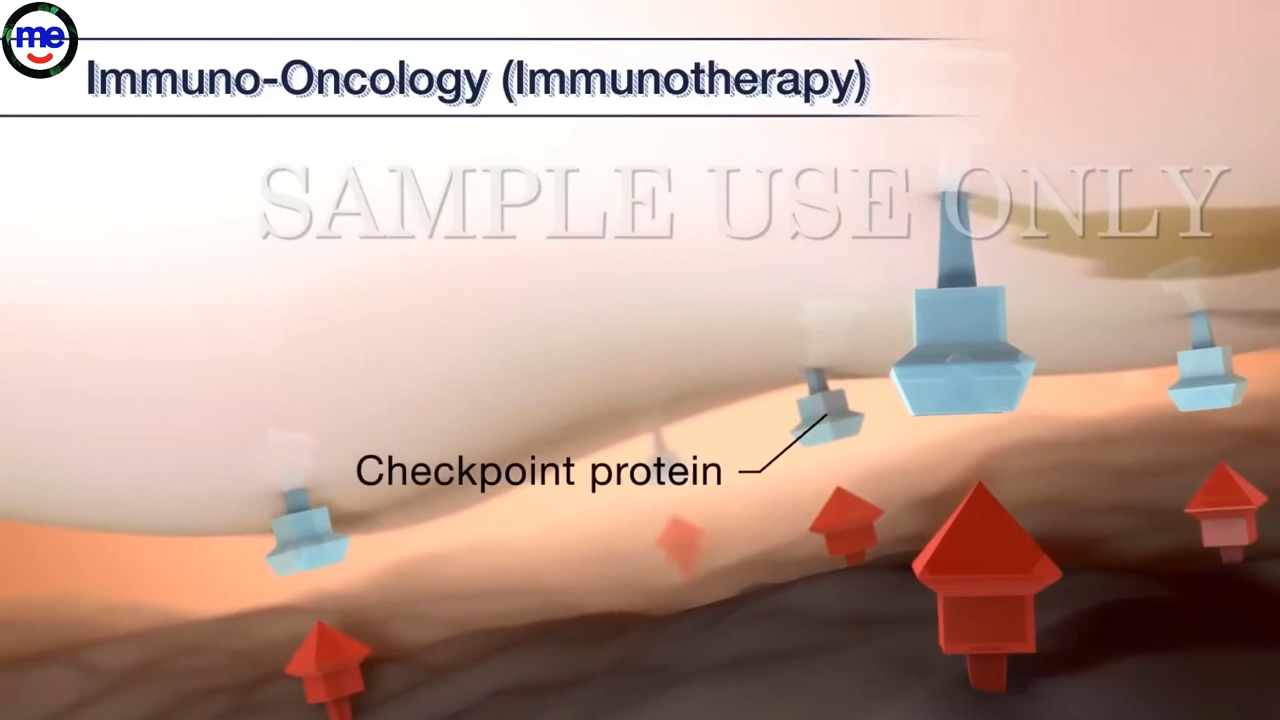 me
Immuno-Oncology (Immunotherapy)
SAMPLE USE ONLY
Checkpoint protein